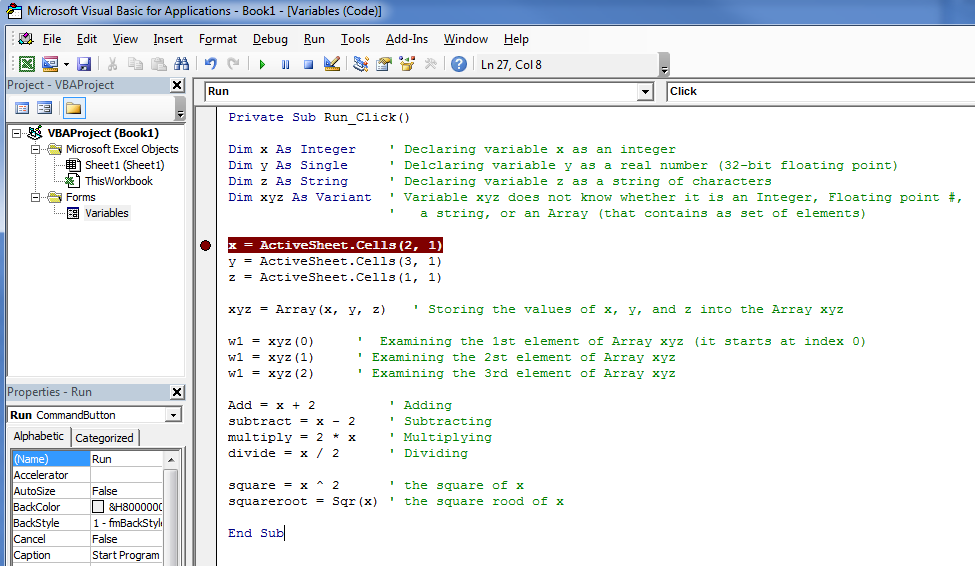 Microsoft Visual Basic for Applications - Book1 - [Variables (Code)]
File Edit View Insert Format Debug Run Tools Add-Ins Window Help
Ln 27, Col 8
Project - VBAProject
VBAProject (Book1)
Microsoft Excel Objects
Sheet1 (Sheet1)
ThisWorkbook
Forms
Variables
Properties - Run
Run CommandButton
Alphabetic Categorized
(Name) Run
Accelerator
AutoSize False
BackColor &H8000000
BackStyle 1 - fmBackStyl
Cancel False
Caption Start Program
Run Click
Private Sub Run_Click()
Dim x As Integer ' Declaring variable x as an integer
Dim y As Single ' Delclaring variable y as a real number (32-bit floating point)
Dim z As String ' Declaring variable z as a string of characters
Dim xyz As Variant ' Variable xyz does not know whether it is an Integer, Floating point #,
' a string, or an Array (that contains as set of elements)
x = ActiveSheet.Cells(2, 1)
y = ActiveSheet.Cells(3, 1)
z = ActiveSheet.Cells(1, 1)
xyz = Array(x, y, z) ' Storing the values of x, y, and z into the Array xyz
w1 = xyz(0) ' Examining the 1st element of Array xyz (it starts at index 0)
w1 = xyz(1) ' Examining the 2st element of Array xyz
w1 = xyz(2) ' Examining the 3rd element of Array xyz
Add = x + 2 ' Adding
subtract = x - 2 ' Subtracting
multiply = 2 * x ' Multiplying
divide = x / 2 ' Dividing
square = x ^ 2 ' the square of x
squareroot = Sqr(x) ' the square rood of x
End Sub